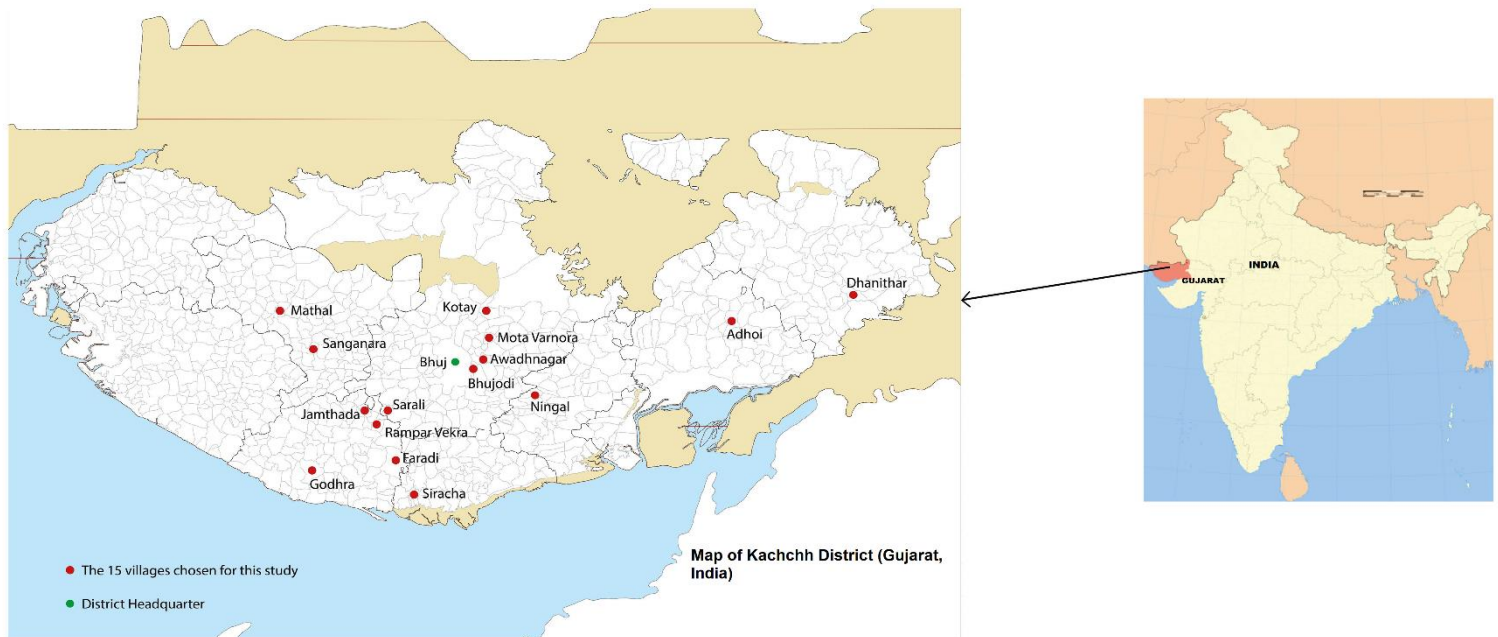 Dhanithar
Mathal
Kotay
Adhoi
Mota Varnora
Sanganara
Awadhnagar
Bhuj
Bhujodi
Ningal
Jamthada
Sarali
Rampar Vekra
Faradi
Godhra
Siracha
Map of Kachchh District (Gujarat,
India)
The 15 villages chosen for this study
District Headquarter
INDIA
GUJARAT